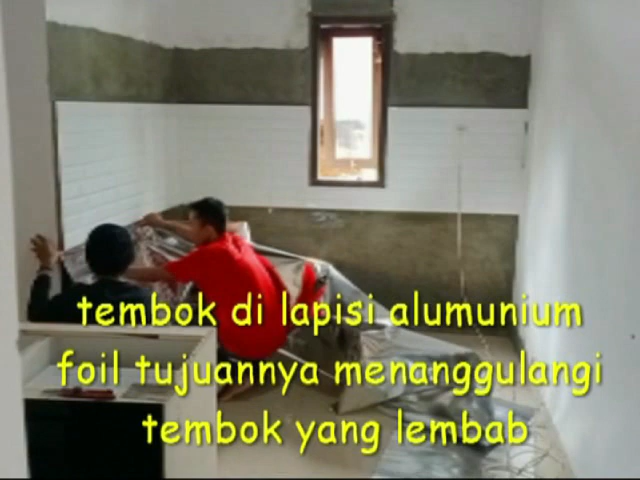 tembok di lapisi alumunium
foil tujuannya menanggulangi
tembok yang lembab